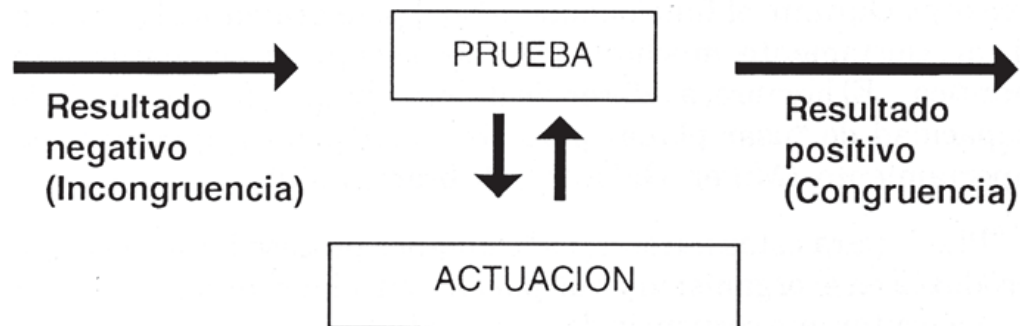 PRUEBA
Resultado
negativo
(Incongruencia)
Resultado
positivo
(Congruencia)
ACTUACION